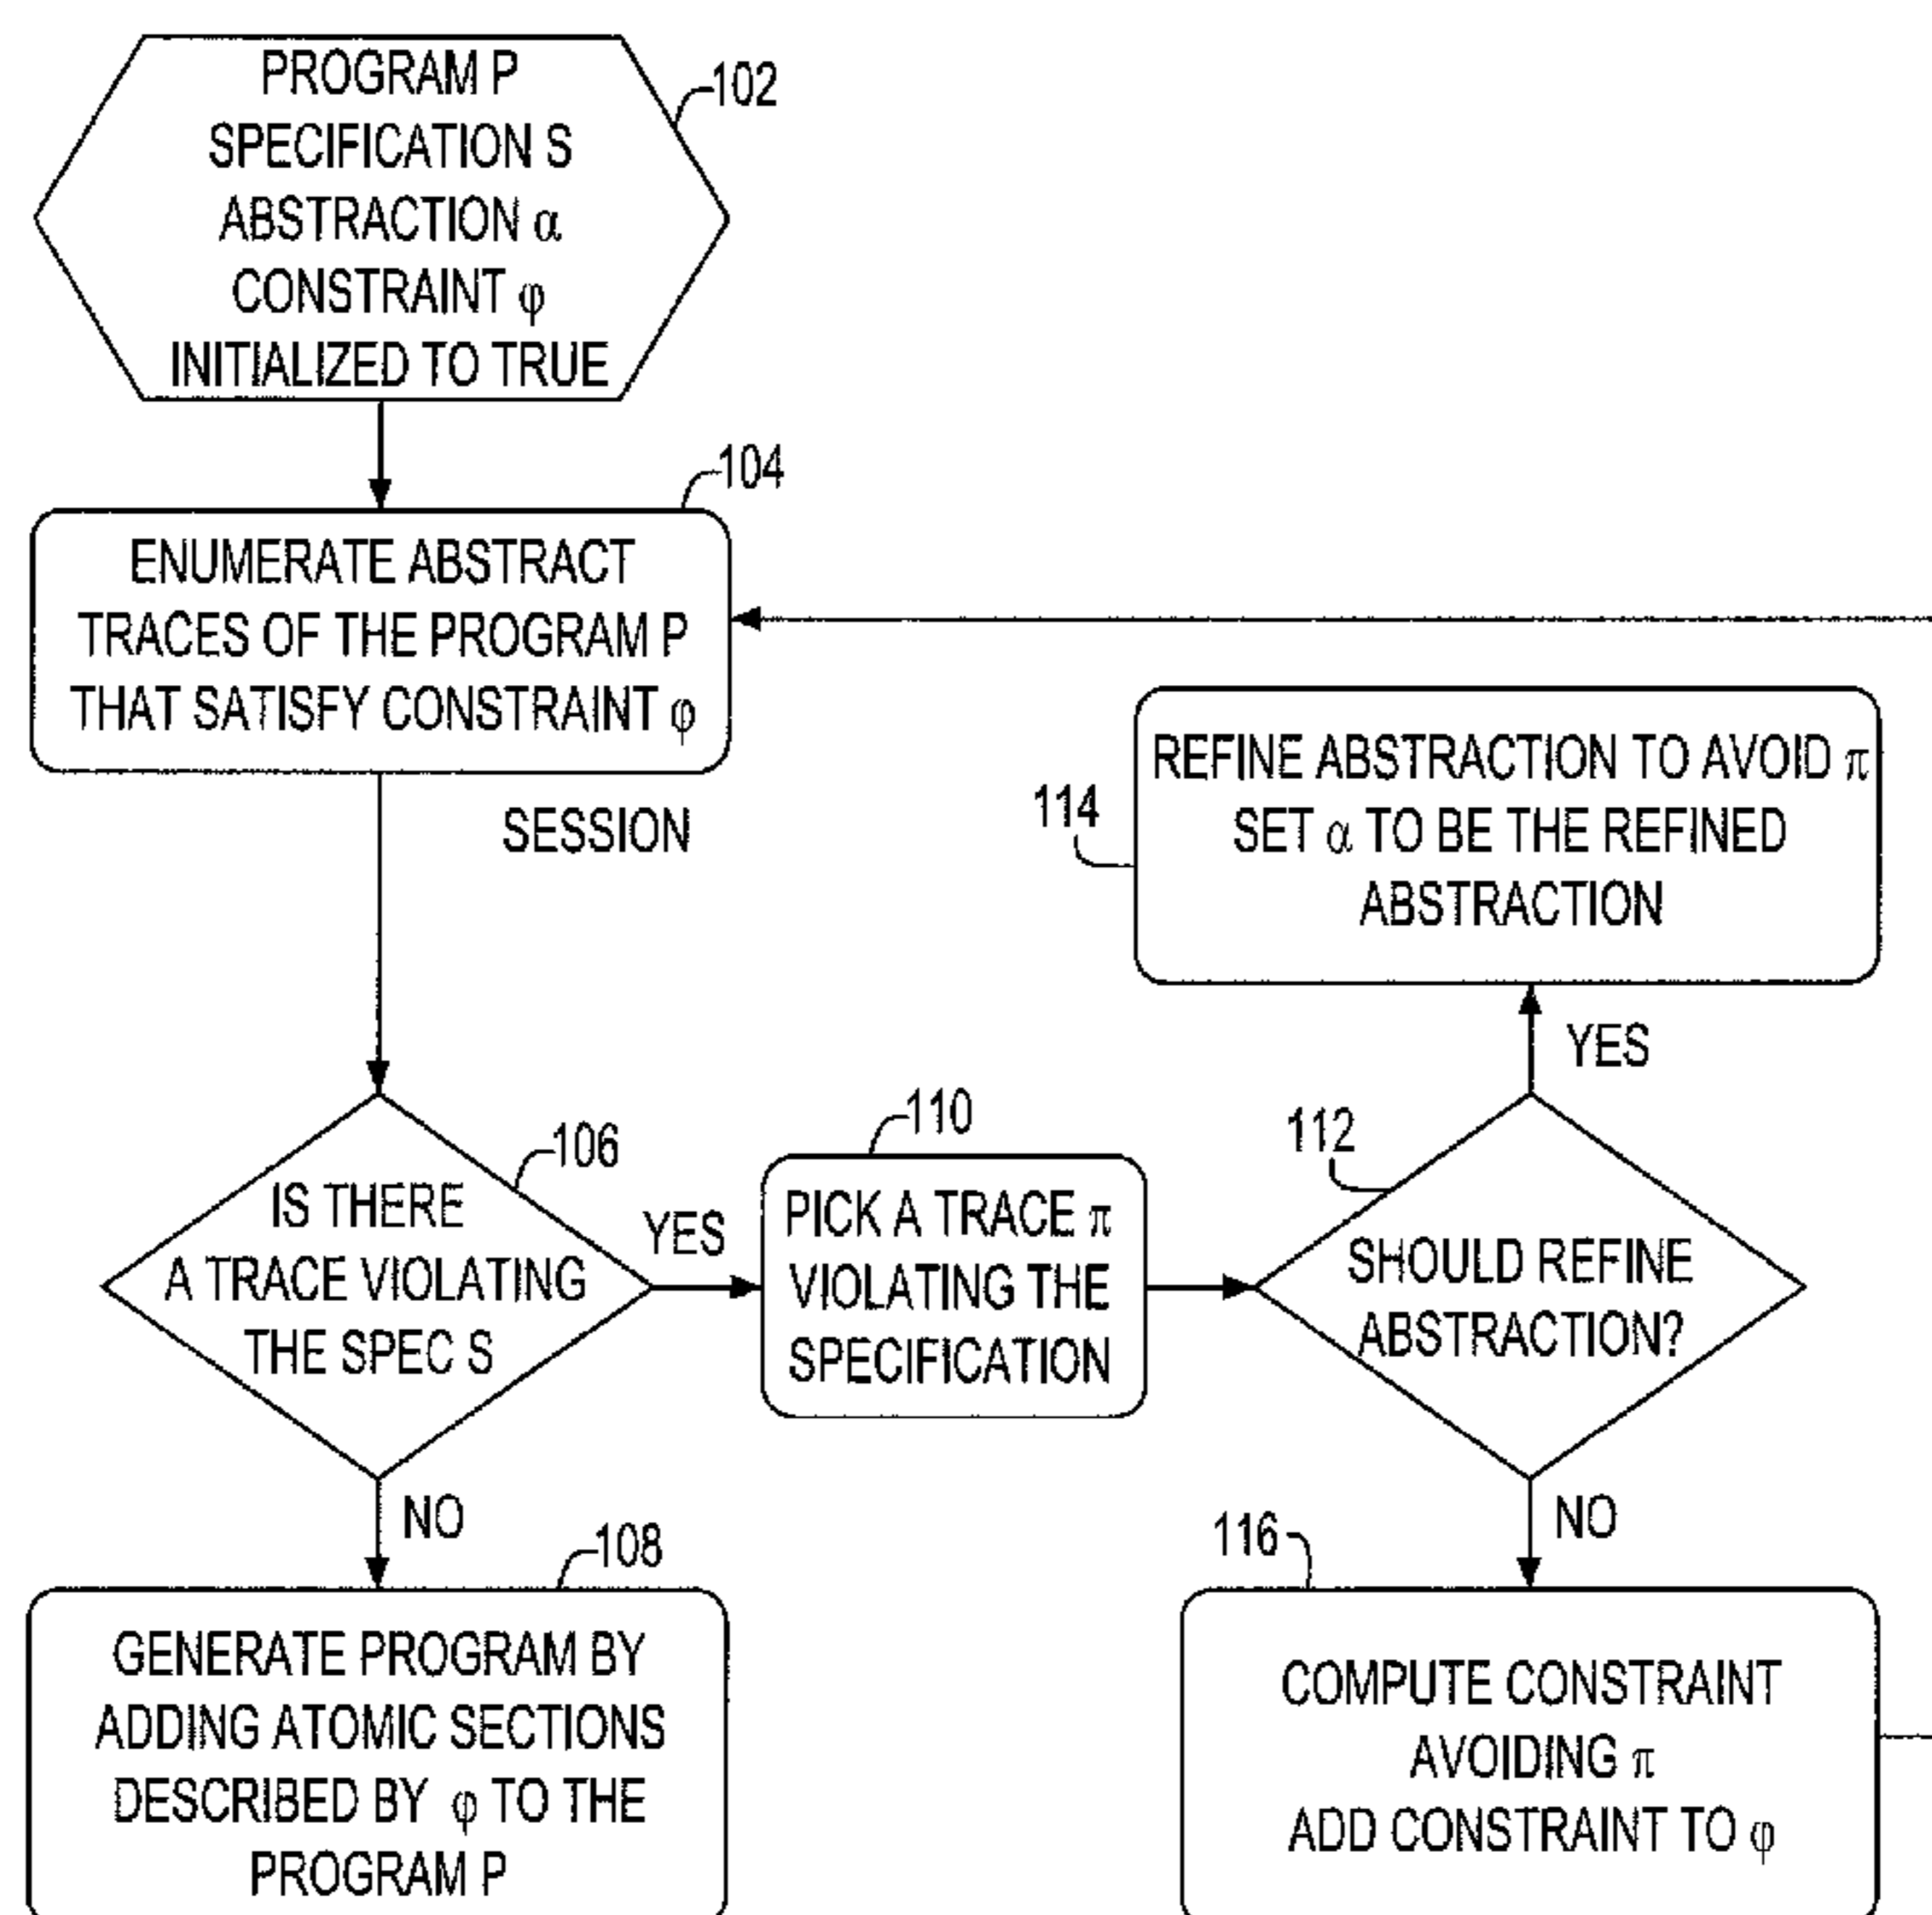 PROGRAM P
SPECIFICATION S
ABSTRACTION α
CONSTRAINT φ
INITIALIZED TO TRUE
102
104
ENUMERATE ABSTRACT
TRACES OF THE PROGRAM P
THAT SATISFY CONSTRAINT φ
SESSION
114
REFINE ABSTRACTION TO AVOID π
SET α TO BE THE REFINED
ABSTRACTION
YES
106
IS THERE
A TRACE VIOLATING
THE SPEC S
YES
110
PICK A TRACE π
VIOLATING THE
SPECIFICATION
112
SHOULD REFINE
ABSTRACTION?
NO
108
GENERATE PROGRAM BY
ADDING ATOMIC SECTIONS
DESCRIBED BY φ TO THE
PROGRAM P
NO
116
COMPUTE CONSTRAINT
AVOIDING π
ADD CONSTRAINT TO φ